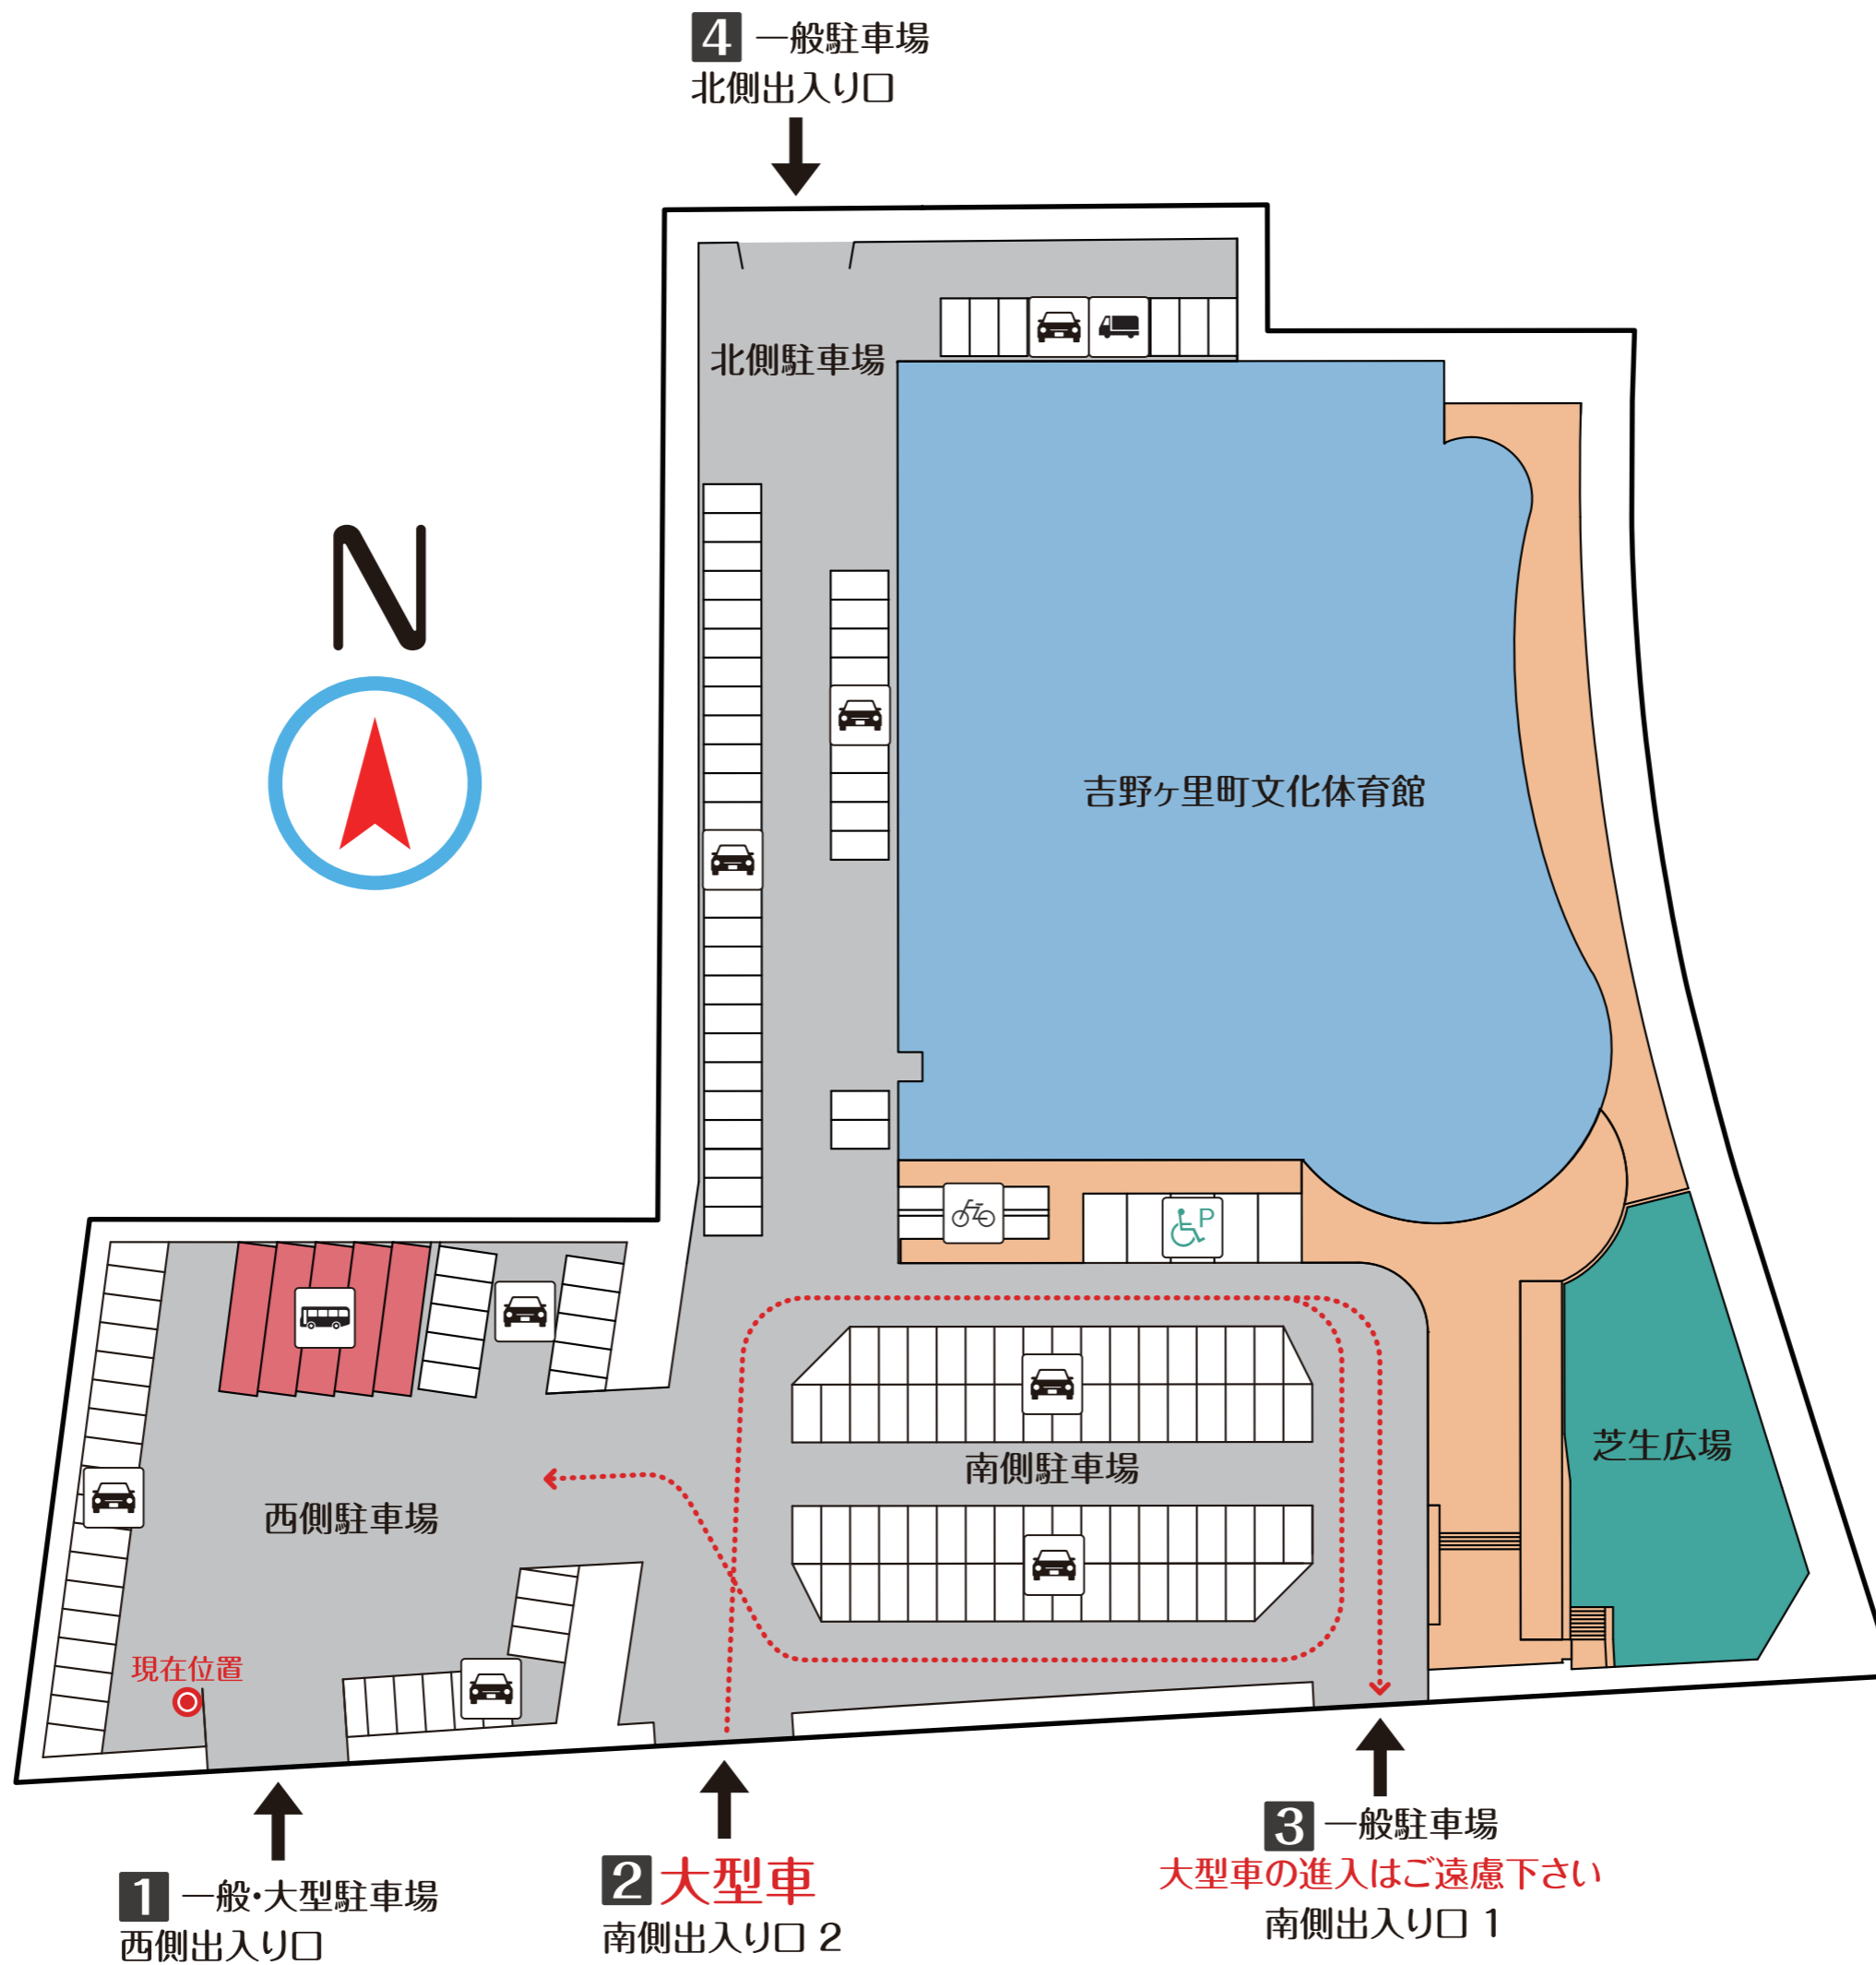 4 一般駐車場
北側出入り口
北側駐車場
N
吉野ヶ里町文化体育館
P
芝生広場
南側駐車場
西側駐車場
現在位置
1 一般・大型駐車場
西側出入り口
2 大型車
南側出入り口 2
3 一般駐車場
大型車の進入はご遠慮下さい
南側出入り口 1